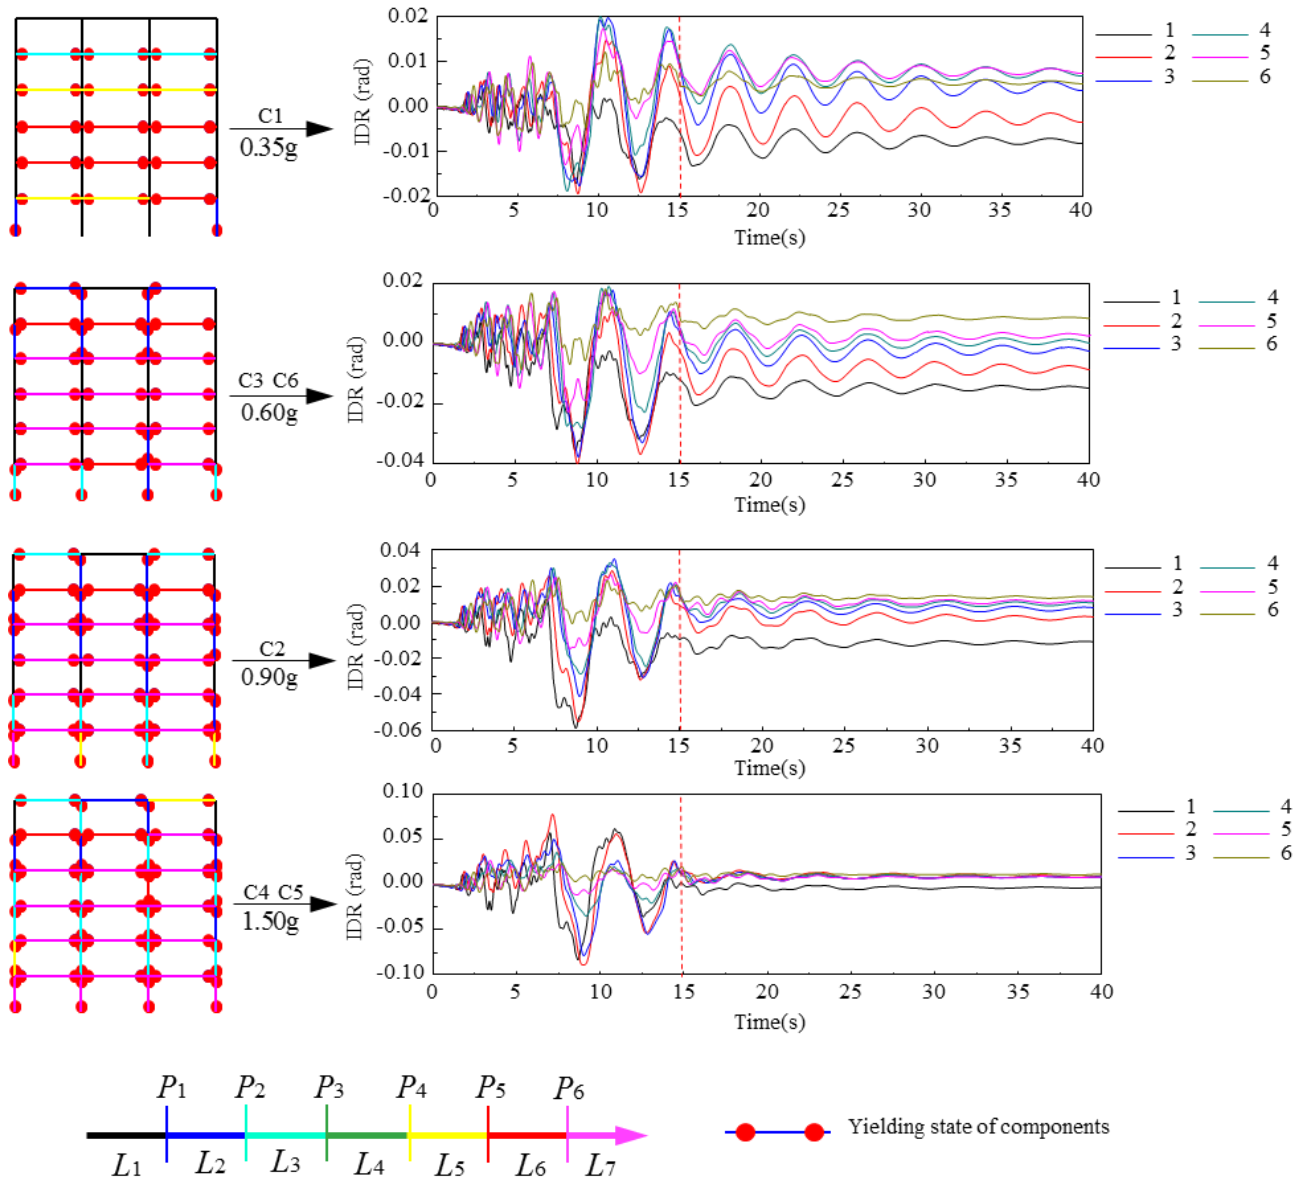 0.02
0.01
0.00
-0.01
-0.02
IDR (rad)
0 5 10 15 20 25 30 35 40
Time(s)
C1
0.35g
1 4
2 5
3 6
0.02
0.00
-0.02
-0.04
IDR (rad)
0 5 10 15 20 25 30 35 40
Time(s)
C3 C6
0.60g
1 4
2 5
3 6
0.04
0.02
0.00
-0.02
-0.04
-0.06
IDR (rad)
0 5 10 15 20 25 30 35 40
Time(s)
C2
0.90g
1 4
2 5
3 6
0.10
0.05
0.00
-0.05
-0.10
IDR (rad)
0 5 10 15 20 25 30 35 40
Time(s)
C4 C5
1.50g
1 4
2 5
3 6
P1 P2 P3 P4 P5 P6
L1 L2 L3 L4 L5 L6 L7
Yielding state of components